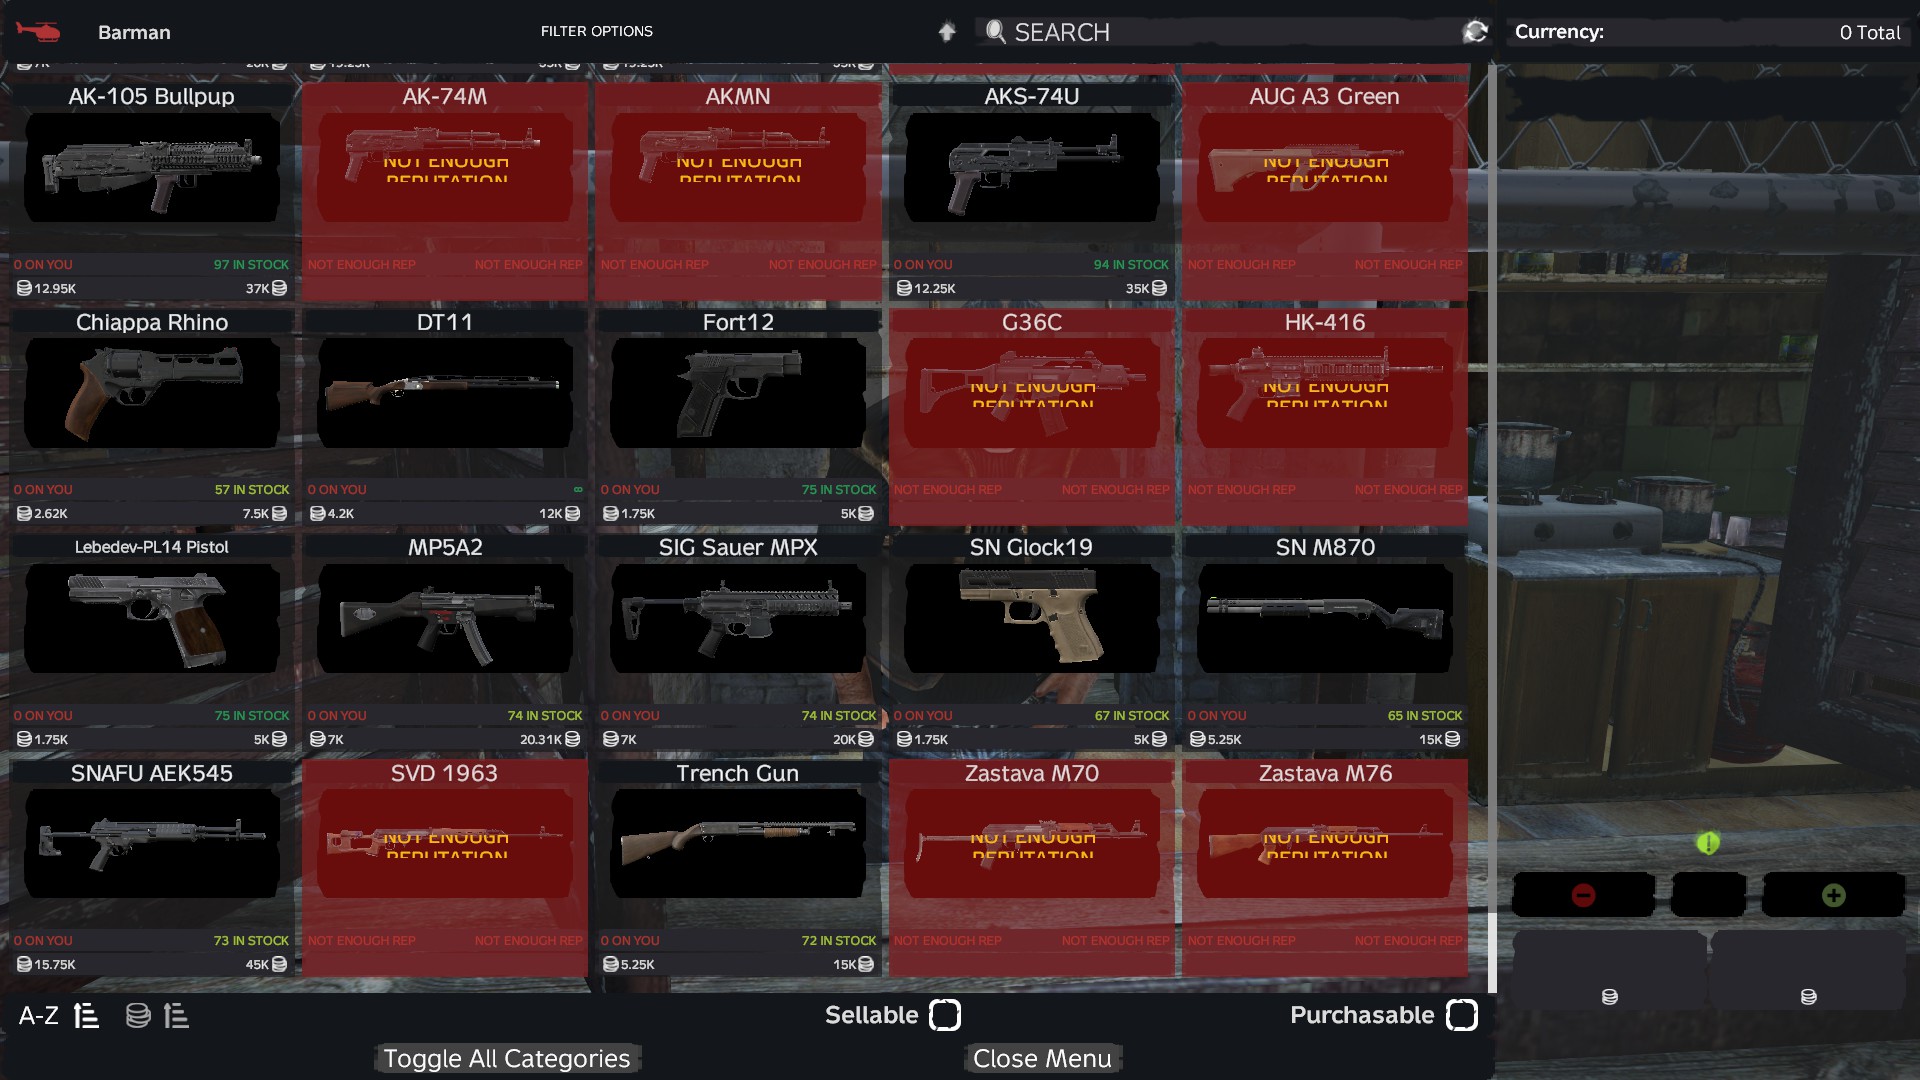 Barman
FILTER OPTIONS
SEARCH
Currency:
0 Total
AK-105 Bullpup
AK-74M
AKMN
AKS-74U
AUG A3 Green
NOT ENOUGH REPUTATION
NOT ENOUGH REPUTATION
NOT ENOUGH REPUTATION
0 ON YOU 97 IN STOCK
NOT ENOUGH REP NOT ENOUGH REP
NOT ENOUGH REP NOT ENOUGH REP
0 ON YOU 94 IN STOCK
NOT ENOUGH REP NOT ENOUGH REP
12.95K 37K
12.25K 35K
Chiappa Rhino
DT11
Fort12
G36C
HK-416
NOT ENOUGH REPUTATION
NOT ENOUGH REPUTATION
0 ON YOU 57 IN STOCK
0 ON YOU ∞
0 ON YOU 75 IN STOCK
NOT ENOUGH REP NOT ENOUGH REP
NOT ENOUGH REP NOT ENOUGH REP
2.62K 7.5K
4.2K 12K
1.75K 5K
Lebedev-PL14 Pistol
MP5A2
SIG Sauer MPX
SN Glock19
SN M870
0 ON YOU 75 IN STOCK
0 ON YOU 74 IN STOCK
0 ON YOU 74 IN STOCK
0 ON YOU 67 IN STOCK
0 ON YOU 65 IN STOCK
1.75K 5K
7K 20.31K
7K 20K
1.75K 5K
5.25K 15K
SNAFU AEK545
SVD 1963
Trench Gun
Zastava M70
Zastava M76
NOT ENOUGH REPUTATION
NOT ENOUGH REPUTATION
NOT ENOUGH REPUTATION
0 ON YOU 73 IN STOCK
NOT ENOUGH REP NOT ENOUGH REP
0 ON YOU 72 IN STOCK
NOT ENOUGH REP NOT ENOUGH REP
NOT ENOUGH REP NOT ENOUGH REP
15.75K 45K
5.25K 15K
A-Z
Sellable
Purchasable
Toggle All Categories
Close Menu